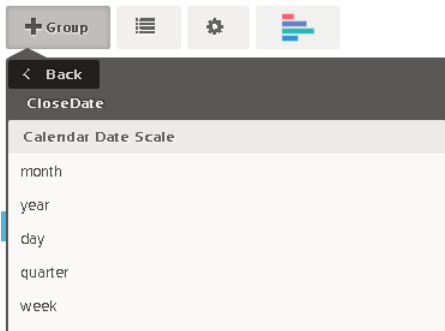 Group
Back
CloseDate
Calendar Date Scale
month
year
day
quarter
week